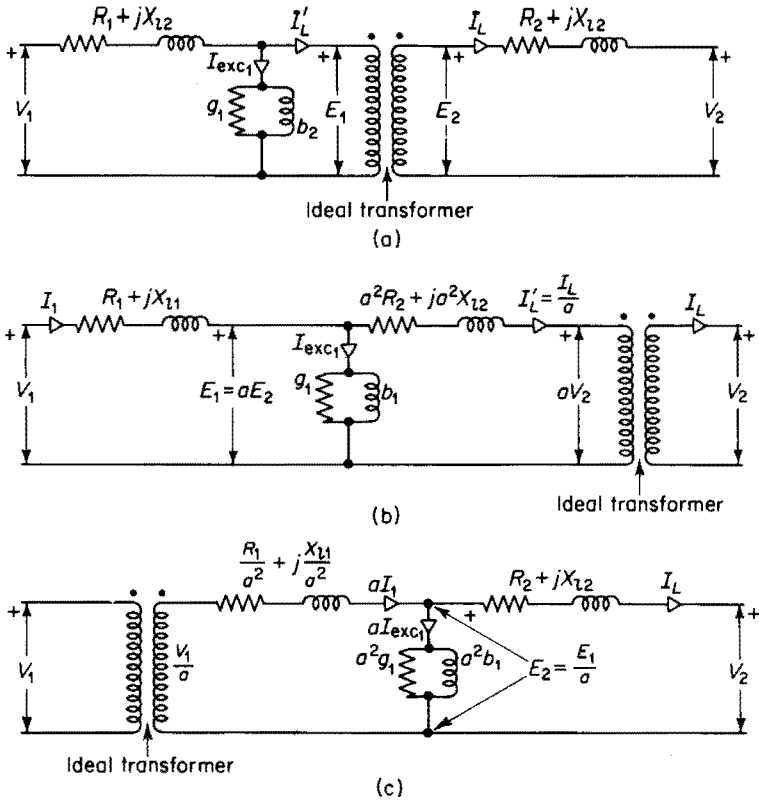 R₁ + jXₗ₂
I′L
IL
R₂ + jXₗ₂
+
+
+
+
Iexc₁
V₁
g₁
b₂
E₁
E₂
V₂
Ideal transformer
(a)
I₁
R₁ + jXₗ₁
a²R₂ + ja²Xₗ₂
I′L = IL/a
IL
+
+
+
+
Iexc₁
V₁
E₁ = aE₂
g₁
b₁
aV₂
V₂
Ideal transformer
(b)
R₁/a² + j Xₗ₁/a²
aI₁
R₂ + jXₗ₂
IL
+
+
+
aIexc₁
V₁
V₁/a
a²g₁
a²b₁
E₂ = E₁/a
V₂
Ideal transformer
(c)